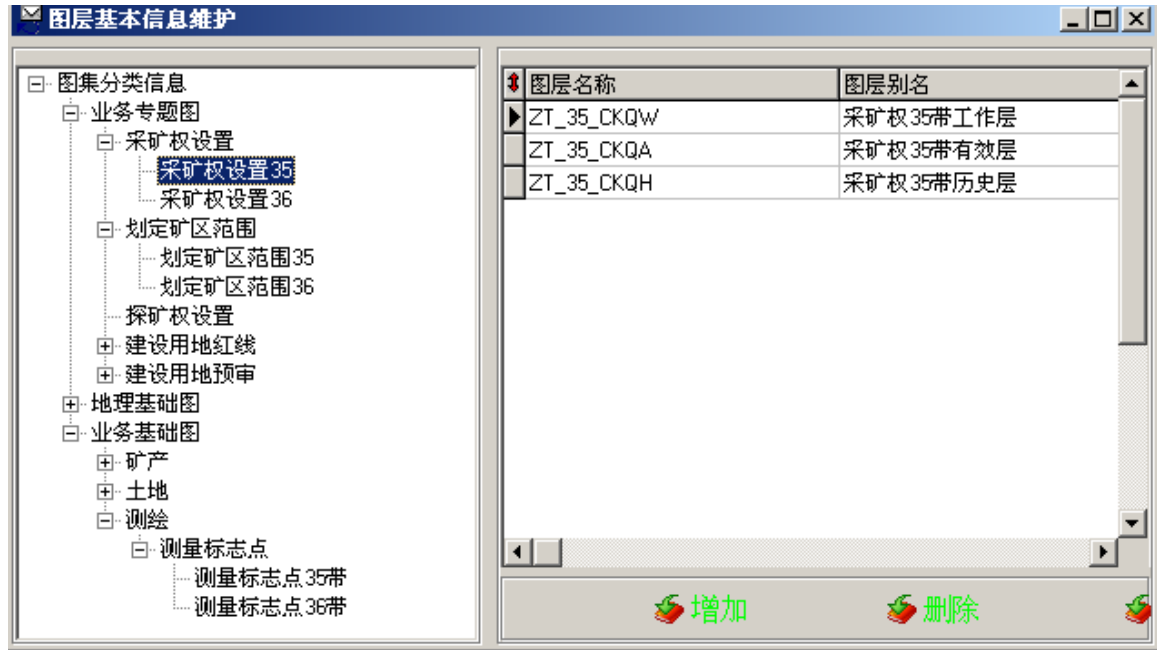 图层基本信息维护
图集分类信息
业务专题图
采矿权设置
采矿权设置35
采矿权设置36
划定矿区范围
划定矿区范围35
划定矿区范围36
探矿权设置
建设用地红线
建设用地预审
地理基础图
业务基础图
矿产
土地
测绘
测量标志点
测量标志点35带
测量标志点36带
图层名称 图层别名
ZT_35_CKQW 采矿权35带工作层
ZT_35_CKQA 采矿权35带有效层
ZT_35_CKQH 采矿权35带历史层
增加 删除